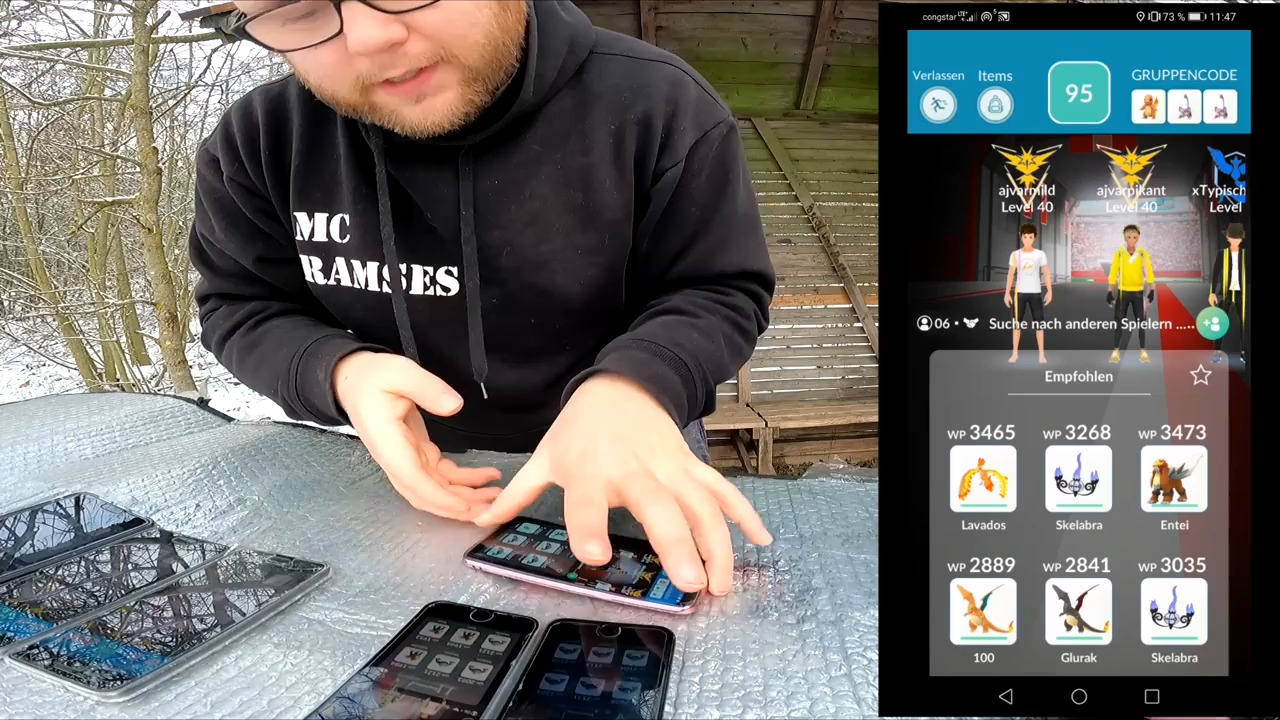 MC
RAMSES
congstar 73 % 11:47
Verlassen Items 95 GRUPPENCODE
ajvarmild ajvarpikant xTypisch
Level 40 Level 40 Level
06 • Suche nach anderen Spielern .....
Empfohlen
WP 3465 WP 3268 WP 3473
Lavados Skelabra Entei
WP 2889 WP 2841 WP 3035
100 Glurak Skelabra